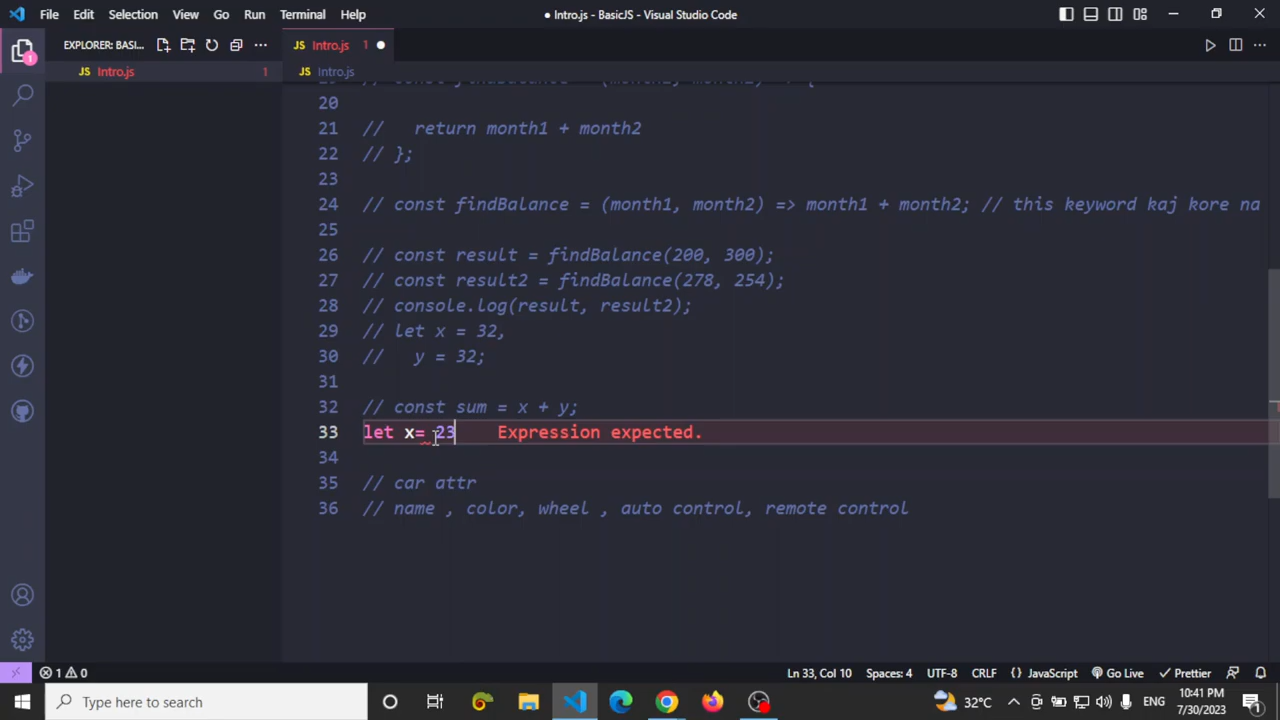 File Edit Selection View Go Run Terminal Help
● Intro.js - BasicJS - Visual Studio Code
EXPLORER: BASI...
JS Intro.js 1
JS Intro.js 1 ●
JS Intro.js
20
21 //   return month1 + month2
22 // };
23
24 // const findBalance = (month1, month2) => month1 + month2; // this keyword kaj kore na
25
26 // const result = findBalance(200, 300);
27 // const result2 = findBalance(278, 254);
28 // console.log(result, result2);
29 // let x = 32,
30 //   y = 32;
31
32 // const sum = x + y;
33 let x= 23     Expression expected.
34
35 // car attr
36 // name , color, wheel , auto control, remote control
1
1 0
Ln 33, Col 10 Spaces: 4 UTF-8 CRLF {} JavaScript Go Live Prettier
Type here to search
32°C ENG 10:41 PM
7/30/2023
1